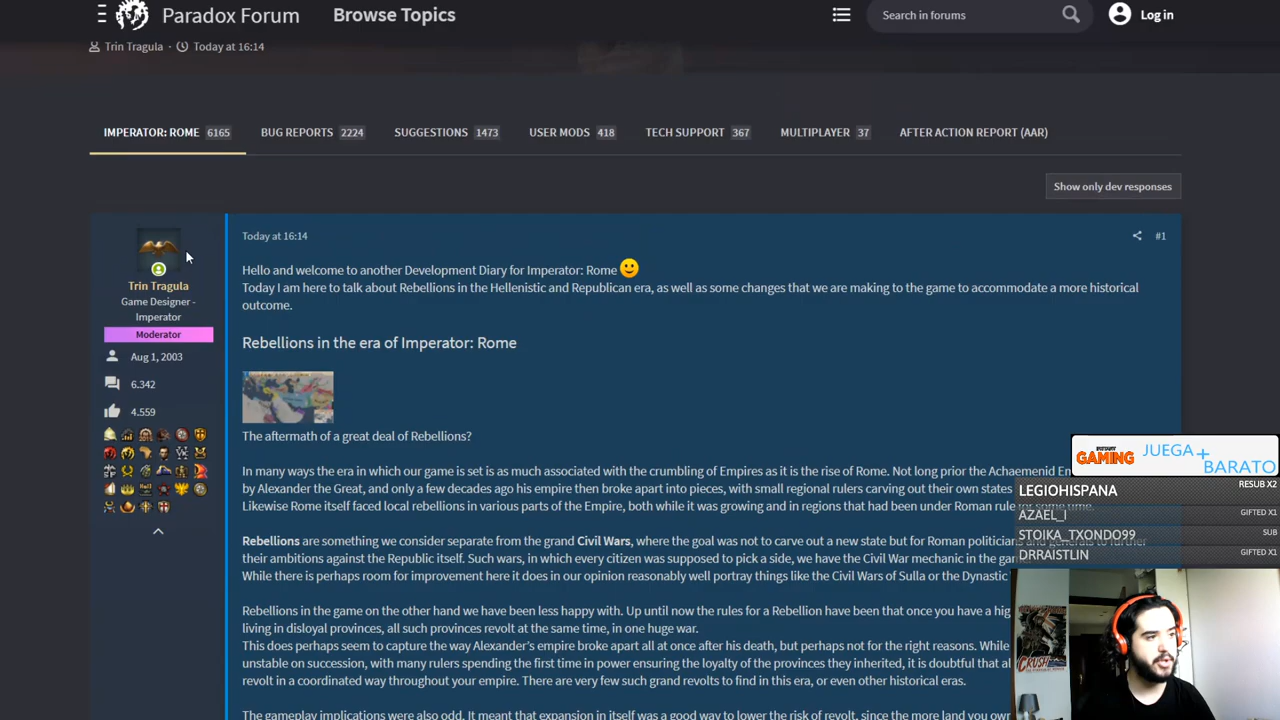 Paradox Forum
Browse Topics
Search in forums
Log in
Trin Tragula · Today at 16:14
IMPERATOR: ROME 6165
BUG REPORTS 2224
SUGGESTIONS 1473
USER MODS 418
TECH SUPPORT 367
MULTIPLAYER 37
AFTER ACTION REPORT (AAR)
Show only dev responses
Trin Tragula
Game Designer -
Imperator
Moderator
Aug 1, 2003
6.342
4.559
Today at 16:14
#1
Hello and welcome to another Development Diary for Imperator: Rome
Today I am here to talk about Rebellions in the Hellenistic and Republican era, as well as some changes that we are making to the game to accommodate a more historical
outcome.
Rebellions in the era of Imperator: Rome
The aftermath of a great deal of Rebellions?
In many ways the era in which our game is set is as much associated with the crumbling of Empires as it is the rise of Rome. Not long prior the Achaemenid Em
by Alexander the Great, and only a few decades ago his empire then broke apart into pieces, with small regional rulers carving out their own states
Likewise Rome itself faced local rebellions in various parts of the Empire, both while it was growing and in regions that had been under Roman rule for some time.
Rebellions are something we consider separate from the grand Civil Wars, where the goal was not to carve out a new state but for Roman politicians and generals to further
their ambitions against the Republic itself. Such wars, in which every citizen was supposed to pick a side, we have the Civil War mechanic in the game
While there is perhaps room for improvement here it does in our opinion reasonably well portray things like the Civil Wars of Sulla or the Dynastic
Rebellions in the game on the other hand we have been less happy with. Up until now the rules for a Rebellion have been that once you have a hig
living in disloyal provinces, all such provinces revolt at the same time, in one huge war.
This does perhaps seem to capture the way Alexander's empire broke apart all at once after his death, but perhaps not for the right reasons. While
unstable on succession, with many rulers spending the first time in power ensuring the loyalty of the provinces they inherited, it is doubtful that al
revolt in a coordinated way throughout your empire. There are very few such grand revolts to find in this era, or even other historical eras.
The gameplay implications were also odd. It meant that expansion in itself was a good way to lower the risk of revolt, since the more land you own
GAMING
JUEGA+
BARATO
LEGIOHISPANA RESUB X2
AZAEL_I GIFTED X1
STOIKA_TXONDO99 SUB
DRRAISTLIN GIFTED X1
CRUSH